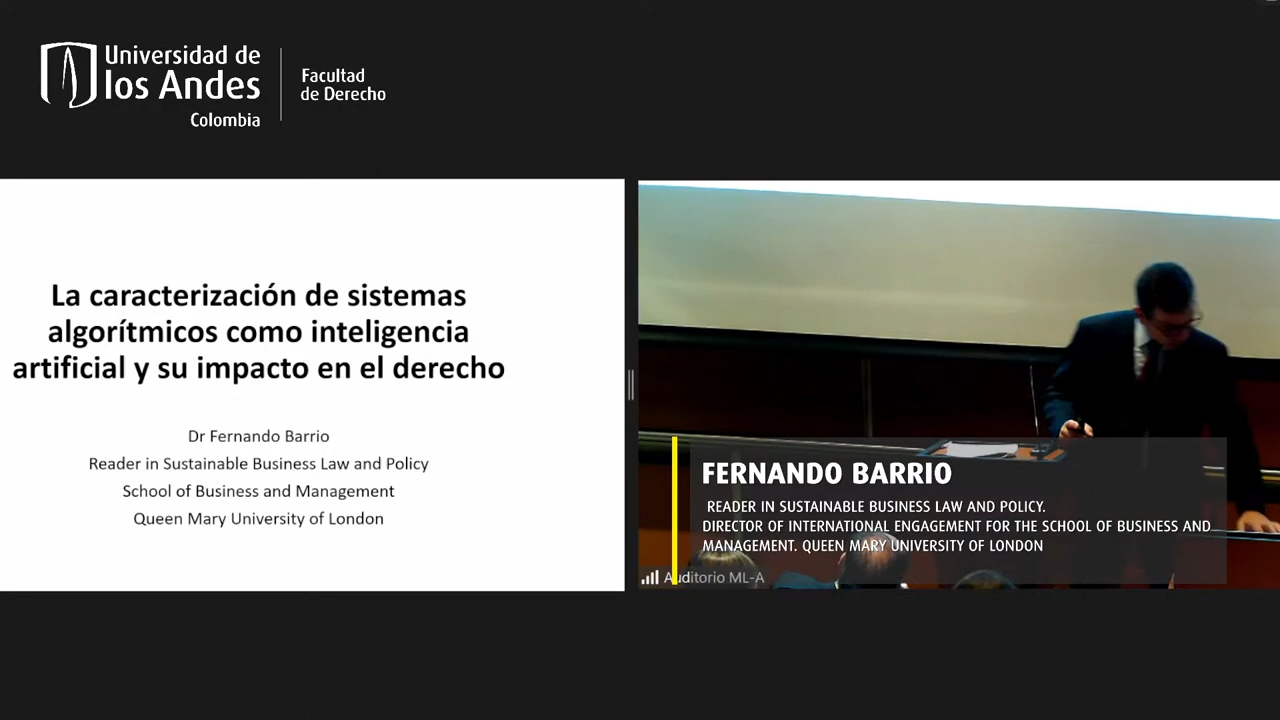 Universidad de
los Andes
Colombia
Facultad
de Derecho
La caracterización de sistemas
algorítmicos como inteligencia
artificial y su impacto en el derecho
Dr Fernando Barrio
Reader in Sustainable Business Law and Policy
School of Business and Management
Queen Mary University of London
FERNANDO BARRIO
READER IN SUSTAINABLE BUSINESS LAW AND POLICY.
DIRECTOR OF INTERNATIONAL ENGAGEMENT FOR THE SCHOOL OF BUSINESS AND
MANAGEMENT. QUEEN MARY UNIVERSITY OF LONDON
Auditorio ML-A